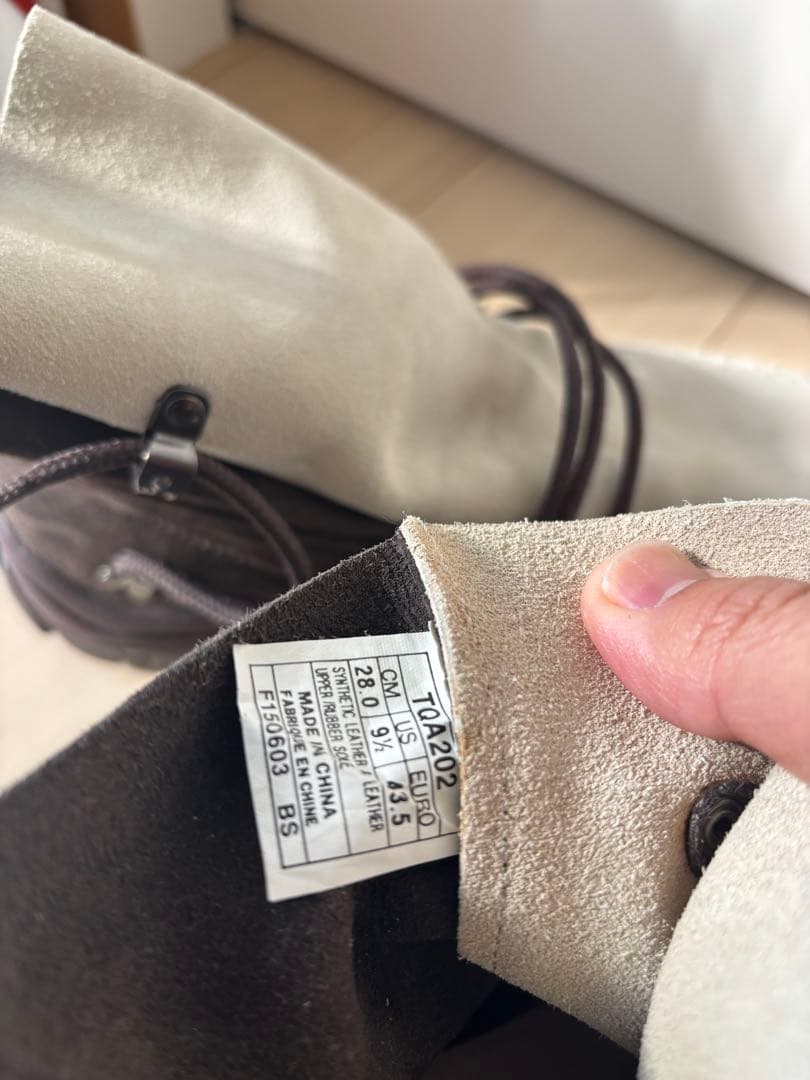 TQA202
CM US EURO
28.0 9½ 43.5
SYNTHETIC LEATHER / LEATHER
UPPER /RUBBER SOLE
MADE IN CHINA
FABRIQUE EN CHINE
F150603 BS